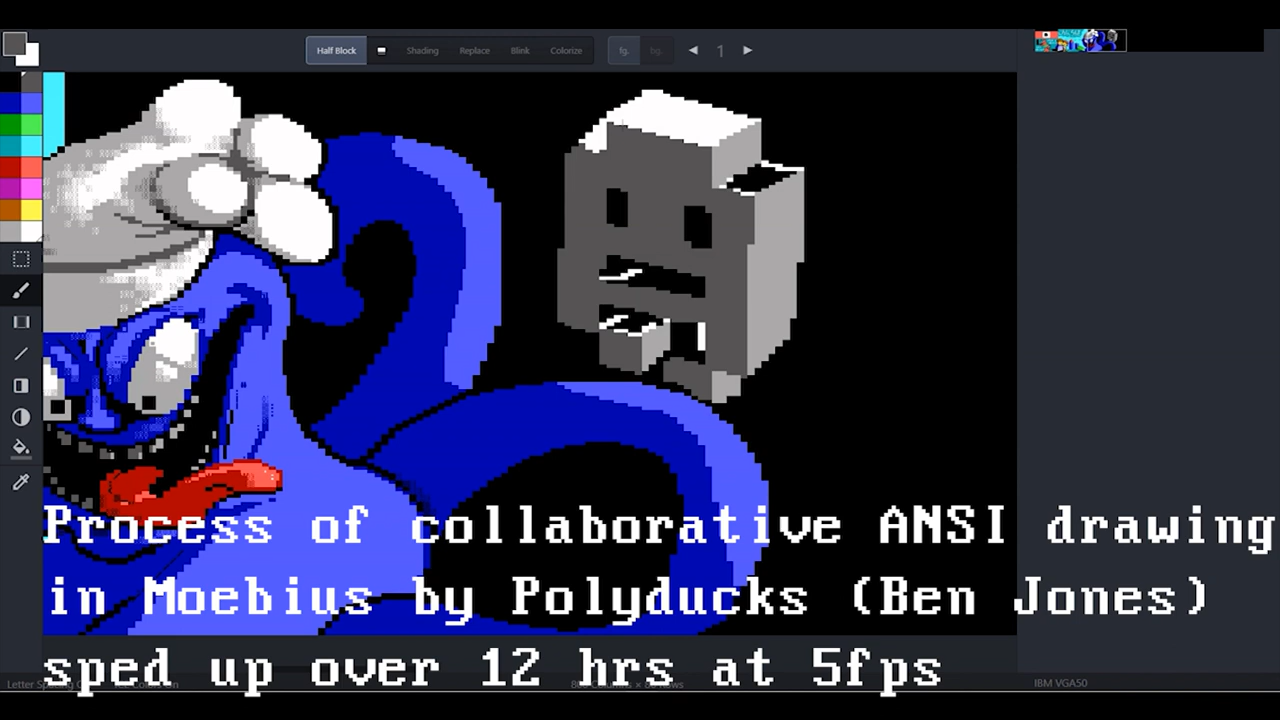 Half Block Shading Replace Blink Colorize fg. bg. 1
Process of collaborative ANSI drawing
in Moebius by Polyducks (Ben Jones)
sped up over 12 hrs at 5fps
IBM VGA50